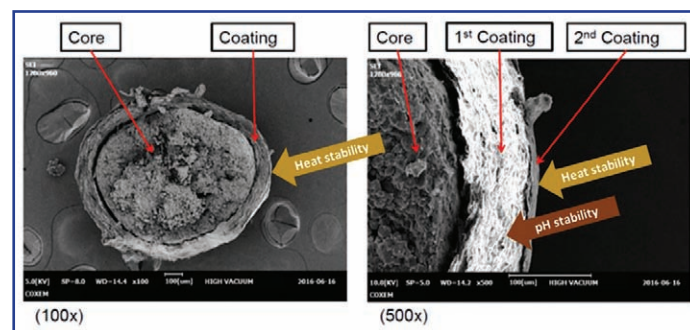 Core
Coating
Core
1st Coating
2nd Coating
SEI
1280x960
Heat stability
Heat stability
pH stability
5.0[KV] SP=8.0 WD=14.4 x100 100[um] HIGH VACUUM 2016-06-16
COXEM
10.0[KV] SP=5.0 WD=14.2 x500 100[um] HIGH VACUUM 2016-06-16
COXEM
(100x)
(500x)